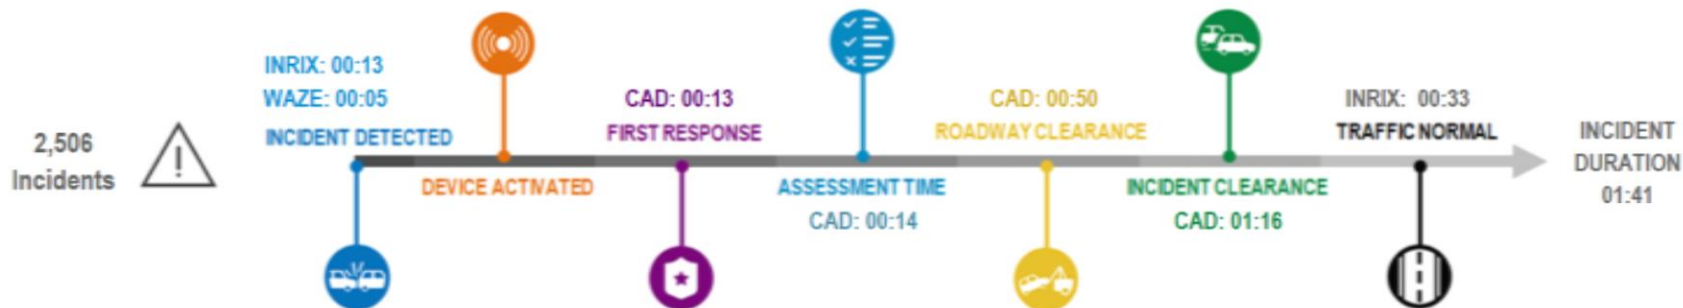 2,506
Incidents
INRIX: 00:13
WAZE: 00:05
INCIDENT DETECTED
DEVICE ACTIVATED
CAD: 00:13
FIRST RESPONSE
ASSESSMENT TIME
CAD: 00:14
CAD: 00:50
ROADWAY CLEARANCE
INCIDENT CLEARANCE
CAD: 01:16
INRIX: 00:33
TRAFFIC NORMAL
INCIDENT
DURATION
01:41